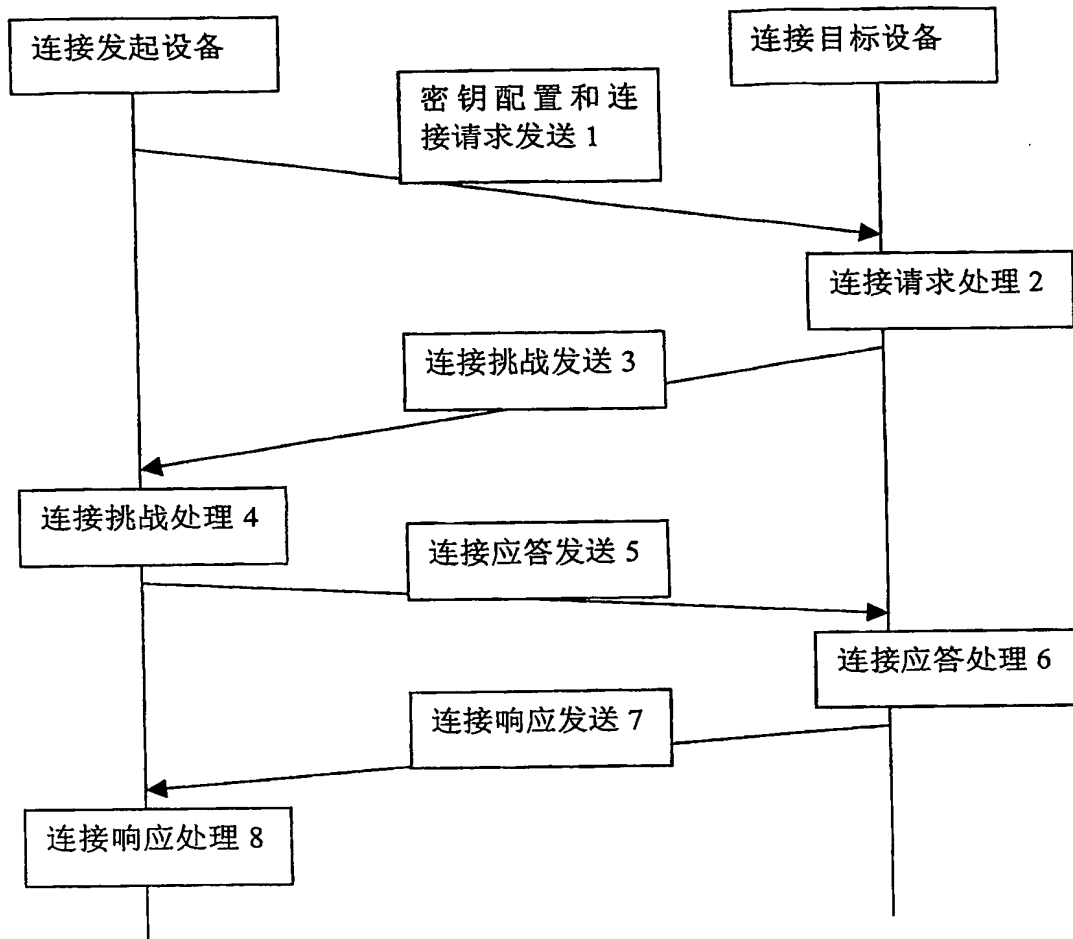 连接发起设备
连接目标设备
密钥配置和连
接请求发送 1
连接请求处理 2
连接挑战发送 3
连接挑战处理 4
连接应答发送 5
连接应答处理 6
连接响应发送 7
连接响应处理 8